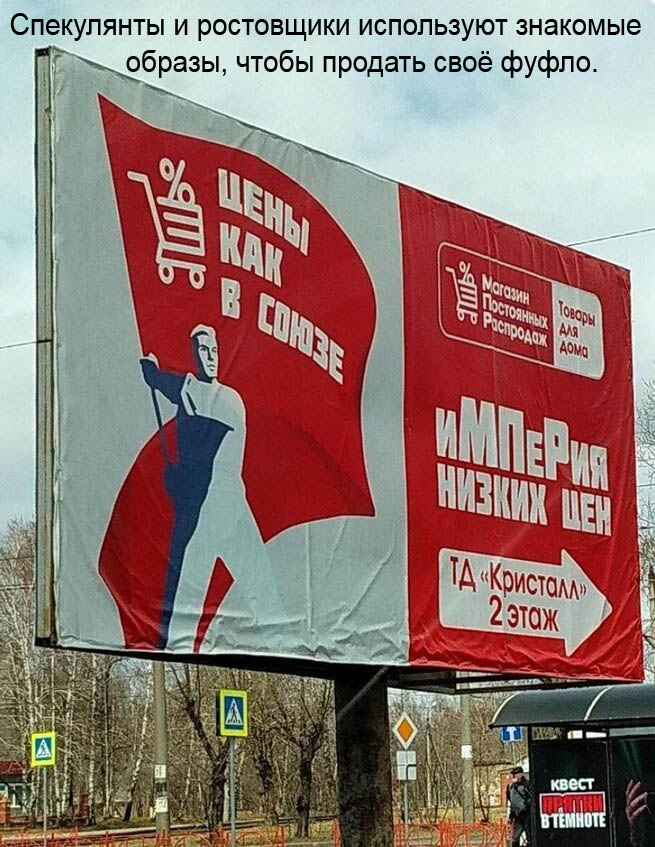 Спекулянты и ростовщики используют знакомые
образы, чтобы продать своё фуфло.
%
ЦЕНЫ
КАК
В СОЮЗЕ
%
Магазин
Постоянных
Распродаж
Товары
для
дома
иМПеРия
НИЗКИХ ЦЕН
ТД «Кристалл»
2 этаж
КВЕСТ
ПРЯТКИ
В ТЕМНОТЕ